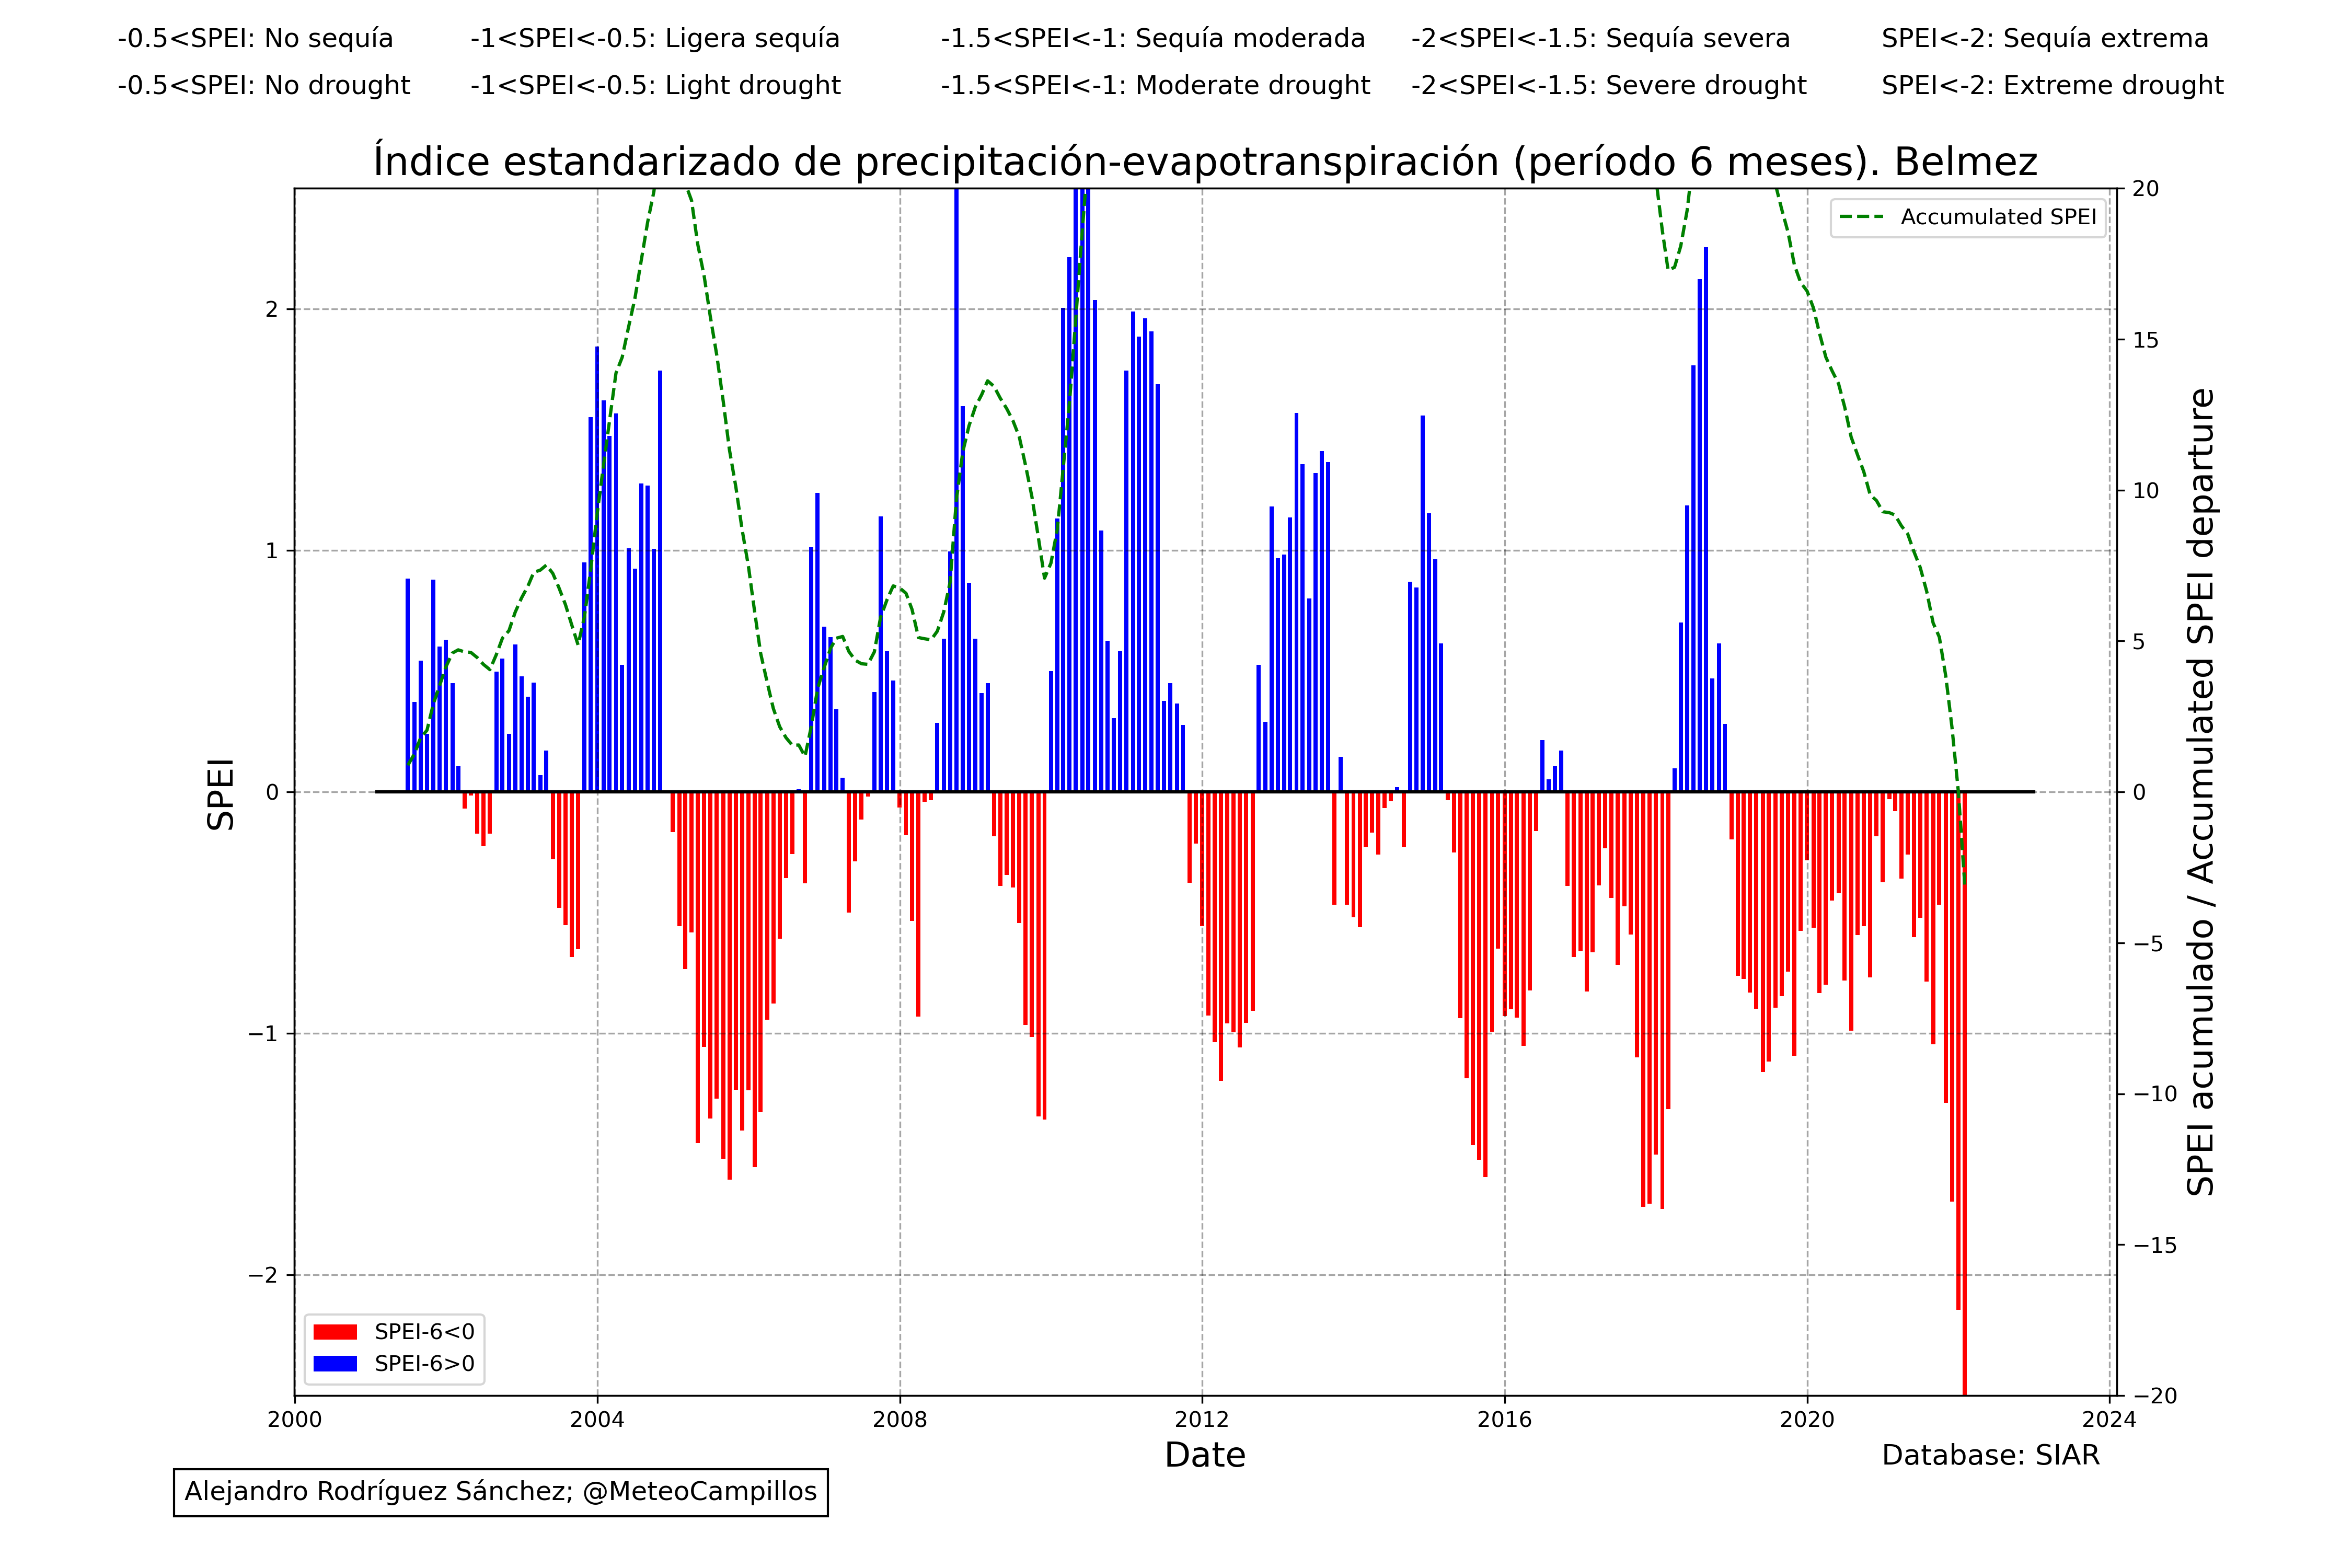 -0.5<SPEI: No sequía -1<SPEI<-0.5: Ligera sequía -1.5<SPEI<-1: Sequía moderada -2<SPEI<-1.5: Sequía severa SPEI<-2: Sequía extrema
-0.5<SPEI: No drought -1<SPEI<-0.5: Light drought -1.5<SPEI<-1: Moderate drought -2<SPEI<-1.5: Severe drought SPEI<-2: Extreme drought
Índice estandarizado de precipitación-evapotranspiración (período 6 meses). Belmez
Accumulated SPEI
SPEI
2
1
0
−1
−2
20
15
10
5
0
−5
−10
−15
−20
SPEI acumulado / Accumulated SPEI departure
SPEI-6<0
SPEI-6>0
2000 2004 2008 2012 2016 2020 2024
Date
Database: SIAR
Alejandro Rodríguez Sánchez; @MeteoCampillos